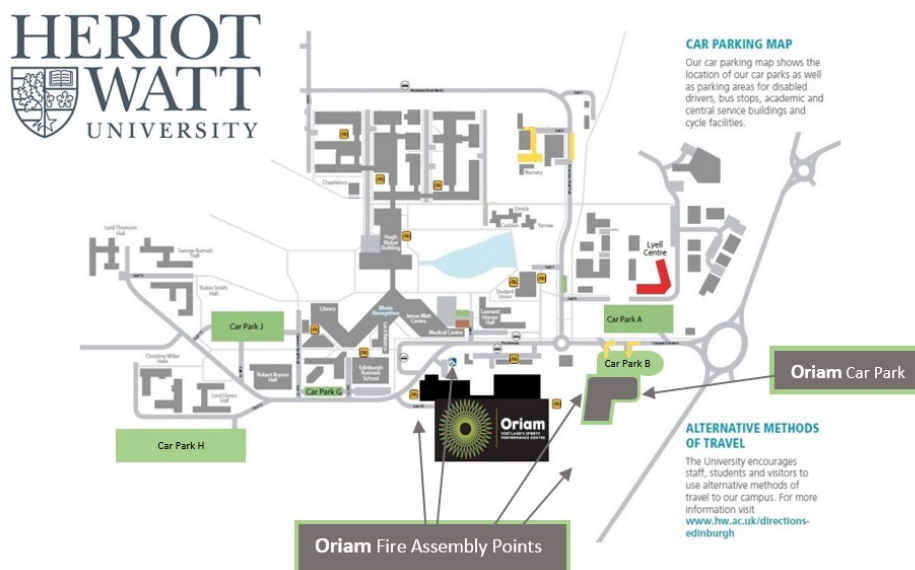 HERIOT
WATT
UNIVERSITY
CAR PARKING MAP
Our car parking map shows the
location of our car parks as well
as parking areas for disabled
drivers, bus stops, academic and
central service buildings and
cycle facilities.
Chaplaincy
Nursery
Ettrick
Yarrow
Lord Thomson
Hall
George Burnett
Hall
Hugh
Nisbet
Building
Lyell
Centre
Robin Smith
Hall
Student
Union
Library
Main
Reception
James Watt
Centre
Leonard
Horner
Hall
Medical Centre
Car Park A
Car Park J
Christina Miller
Halls
Robert Bryson
Hall
Edinburgh
Business
School
Car Park B
Oriam Car Park
Lord Home
Hall
Car Park G
Oriam
SCOTLAND'S SPORTS
PERFORMANCE CENTRE
Car Park H
ALTERNATIVE METHODS
OF TRAVEL
The University encourages
staff, students and visitors to
use alternative methods of
travel to our campus. For more
information visit
www.hw.ac.uk/directions-
edinburgh
Oriam Fire Assembly Points